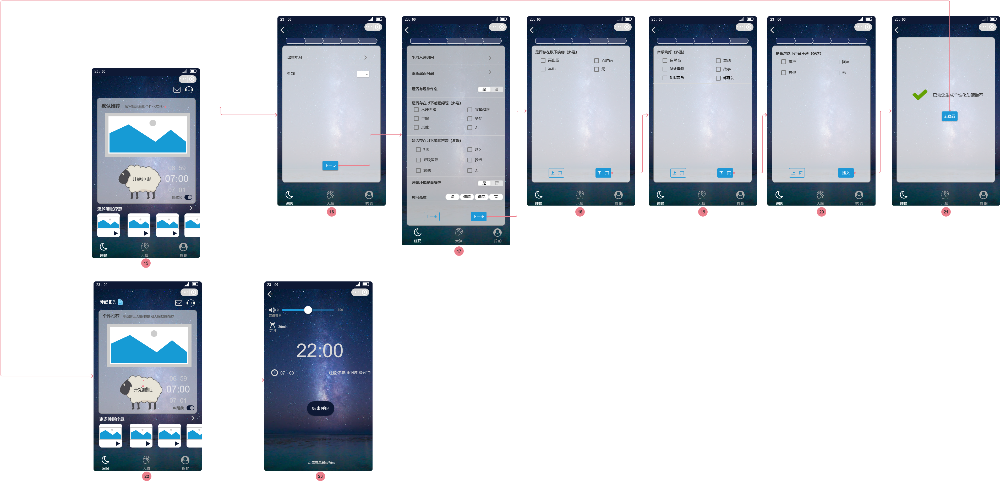 23: 00
默认推荐 填写信息获取个性化推荐>
开始睡眠
06 59
07:00
07 01
叫醒我
更多睡眠疗愈
睡眠 大脑 我 的
15
23: 00
出生年月
性别
下一页
睡眠 大脑 我 的
16
23: 00
平均入睡时间
平均起床时间
是否有规律作息 是 否
是否存在以下睡眠问题（多选）
入睡困难 频繁醒来
早醒 多梦
其他 无
是否存在以下睡眠声音（多选）
打鼾 磨牙
呼吸暂停 梦话
其他 无
睡眠环境是否安静 是 否
房间亮度 暗 偏暗 偏亮 亮
上一页 下一页
睡眠 大脑 我 的
17
23: 00
是否存在以下疾病（多选）
高血压 心脏病
其他 无
上一页 下一页
睡眠 大脑 我 的
18
23: 00
音频偏好（多选）
自然音 冥想
脑波音频 故事
助眠音乐 都可以
上一页 下一页
睡眠 大脑 我 的
19
23: 00
是否对以下声音不适（多选）
雷声 回响
其他 无
上一页 提交
睡眠 大脑 我 的
20
23: 00
已为您生成个性化助眠推荐
去查看
睡眠 大脑 我 的
21
23: 00
睡眠报告
个性推荐 根据你近期的睡眠和大脑数据推荐
开始睡眠
06 59
07:00
07 01
叫醒我
更多睡眠疗愈
睡眠 大脑 我 的
22
23: 00
0 100
音量调节
30min
定时
22:00
07: 00 还能休息 9小时00分钟
结束睡眠
点击屏幕暂停播放
23